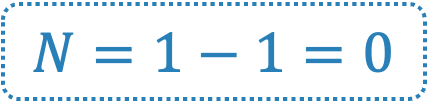 N = 1 − 1 = 0